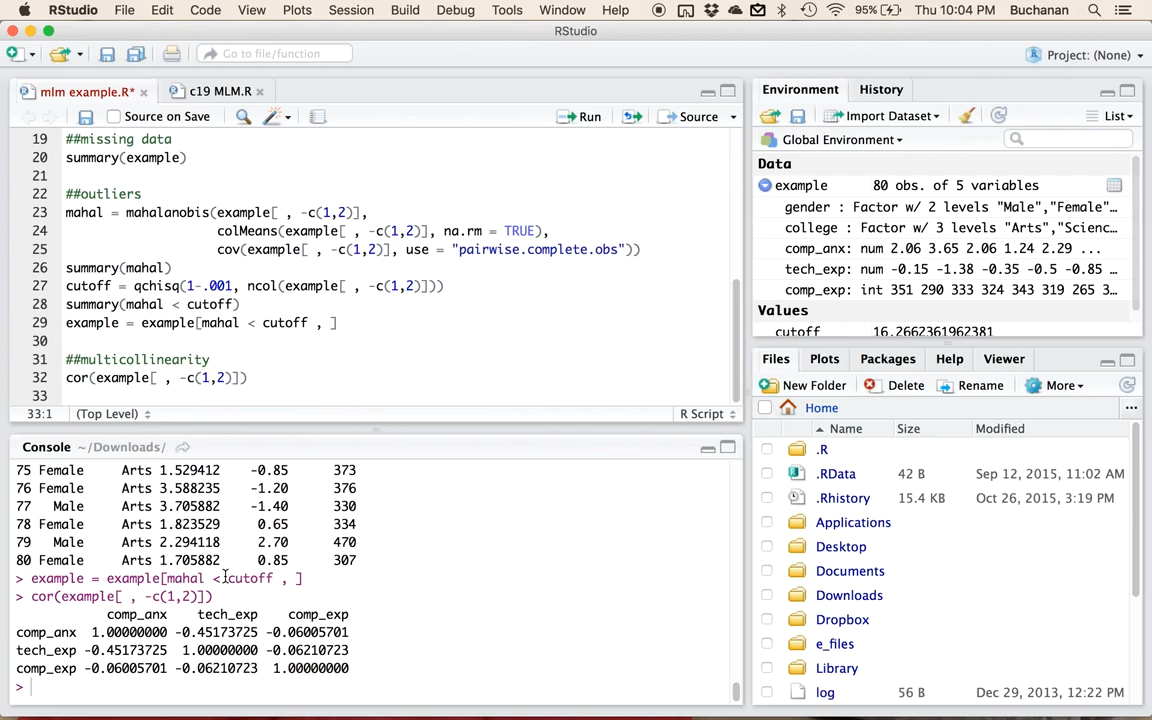 RStudio File Edit Code View Plots Session Build Debug Tools Window Help 95% Thu 10:04 PM Buchanan
RStudio
Go to file/function
Project: (None)
mlm example.R*
c19 MLM.R
Source on Save
Run
Source
19 ##missing data
20 summary(example)
21
22 ##outliers
23 mahal = mahalanobis(example[ , -c(1,2)],
24 colMeans(example[ , -c(1,2)], na.rm = TRUE),
25 cov(example[ , -c(1,2)], use = "pairwise.complete.obs"))
26 summary(mahal)
27 cutoff = qchisq(1-.001, ncol(example[ , -c(1,2)]))
28 summary(mahal < cutoff)
29 example = example[mahal < cutoff , ]
30
31 ##multicollinearity
32 cor(example[ , -c(1,2)])
33
33:1 (Top Level) R Script
Console ~/Downloads/
75 Female Arts 1.529412 -0.85 373
76 Female Arts 3.588235 -1.20 376
77 Male Arts 3.705882 -1.40 330
78 Female Arts 1.823529 0.65 334
79 Male Arts 2.294118 2.70 470
80 Female Arts 1.705882 0.85 307
> example = example[mahal < cutoff , ]
> cor(example[ , -c(1,2)])
comp_anx tech_exp comp_exp
comp_anx 1.00000000 -0.45173725 -0.06005701
tech_exp -0.45173725 1.00000000 -0.06210723
comp_exp -0.06005701 -0.06210723 1.00000000
>
Environment History
Import Dataset List
Global Environment
Data
example 80 obs. of 5 variables
gender : Factor w/ 2 levels "Male","Female"…
college : Factor w/ 3 levels "Arts","Scienc…
comp_anx: num 2.06 3.65 2.06 1.24 2.29 ...
tech_exp: num -0.15 -1.38 -0.35 -0.5 -0.85 …
comp_exp: int 351 290 333 324 343 319 265 3…
Values
cutoff 16.2662361962381
Files Plots Packages Help Viewer
New Folder Delete Rename More
Home
Name Size Modified
.R
.RData 42 B Sep 12, 2015, 11:02 AM
.Rhistory 15.4 KB Oct 26, 2015, 3:19 PM
Applications
Desktop
Documents
Downloads
Dropbox
e_files
Library
log 56 B Dec 29, 2013, 12:22 PM